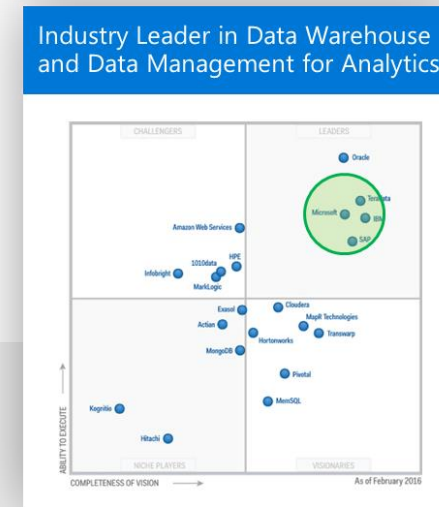 Industry Leader in Data Warehouse
and Data Management for Analytics
CHALLENGERS
LEADERS
Oracle
Teradata
Microsoft
IBM
SAP
Amazon Web Services
HPE
1010data
Infobright
MarkLogic
Exasol
Cloudera
Actian
MapR Technologies
Hortonworks
Transwarp
MongoDB
Pivotal
MemSQL
Kognitio
Hitachi
NICHE PLAYERS
VISIONARIES
ABILITY TO EXECUTE
COMPLETENESS OF VISION
As of February 2016